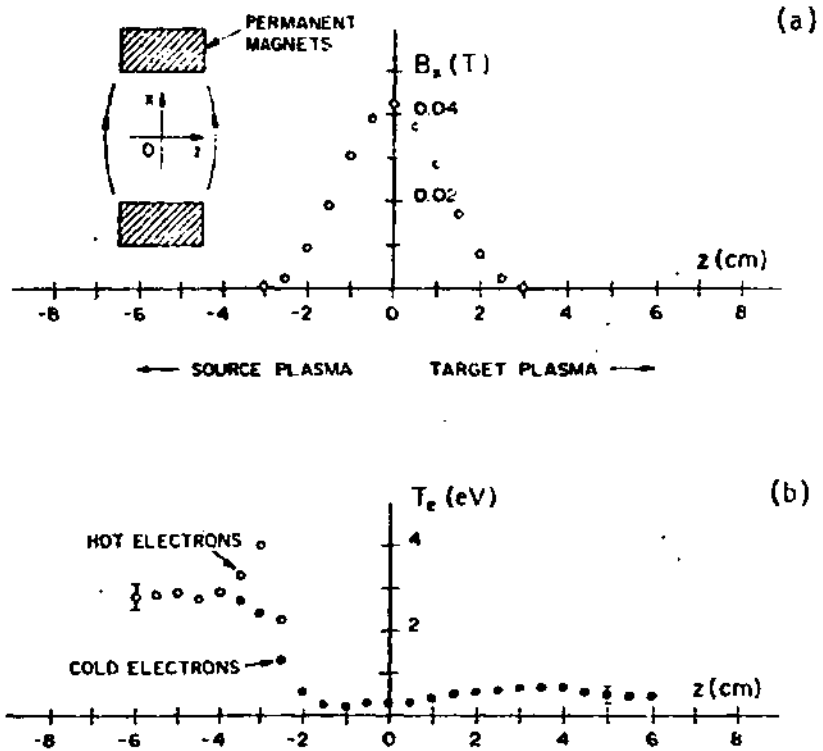 (a)
PERMANENT
MAGNETS
Bx (T)
x
0.04
O
z
0.02
z (cm)
-8 -6 -4 -2 0 2 4 6 8
← SOURCE PLASMA TARGET PLASMA →
(b)
Te (eV)
HOT ELECTRONS
4
2
COLD ELECTRONS
z (cm)
-8 -6 -4 -2 0 2 4 6 8